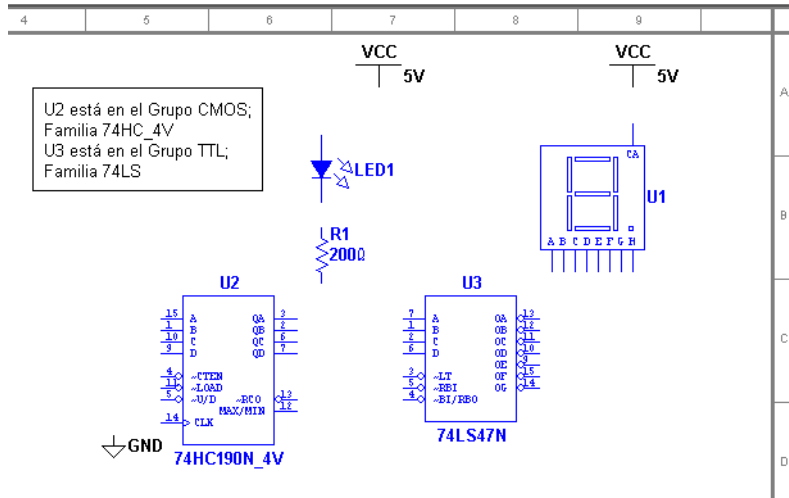 4 5 6 7 8 9
VCC
5V
VCC
5V
A
B
C
D
U2 está en el Grupo CMOS;
Familia 74HC_4V
U3 está en el Grupo TTL;
Familia 74LS
LED1
R1
200Ω
CA
U1
A B C D E F G H
U2
15 A QA 3
1 B QB 2
10 C QC 6
9 D QD 7
4 ~CTEN
11 ~LOAD
5 ~U/D ~RCO 13
MAX/MIN 12
14 CLK
74HC190N_4V
GND
U3
7 A OA 13
1 B OB 12
2 C OC 11
6 D OD 10
OE 9
3 ~LT OF 15
5 ~RBI OG 14
4 ~BI/RBO
74LS47N